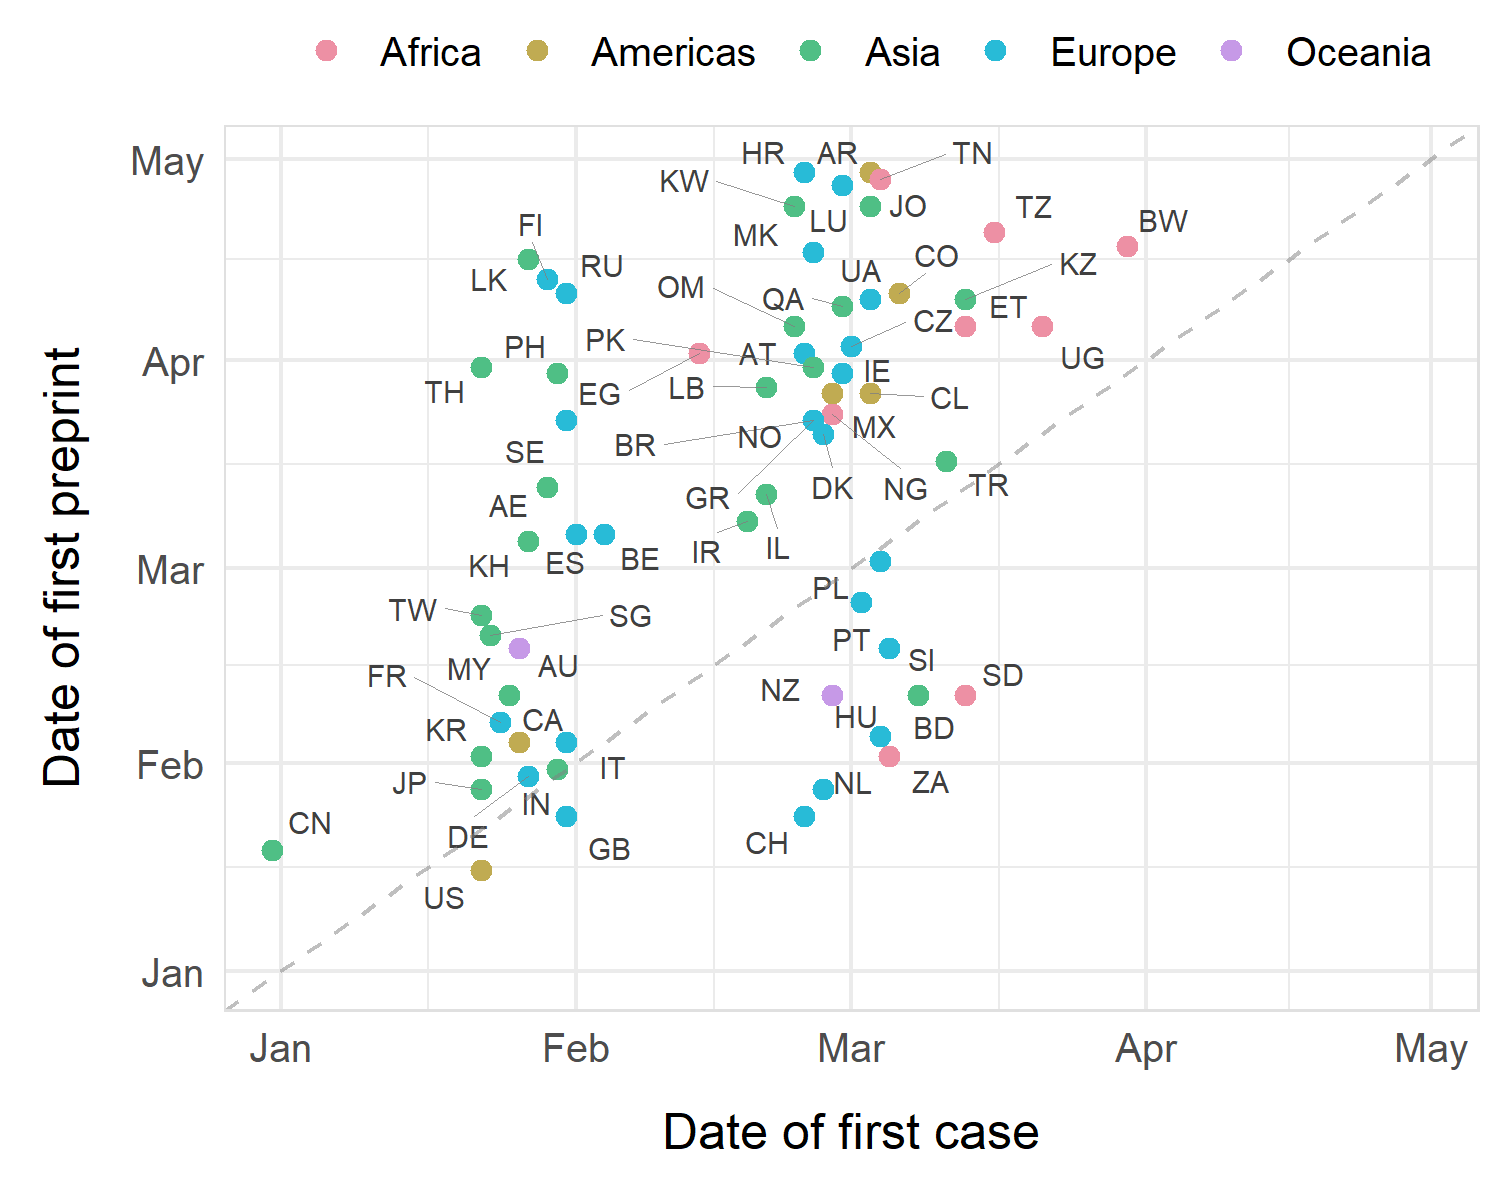 Africa Americas Asia Europe Oceania
Date of first preprint
May
Apr
Mar
Feb
Jan
HR AR TN
KW
TZ
JO
LU
BW
FI
MK
CO
RU
UA
KZ
LK
OM
QA
ET
CZ
PH
PK
AT
UG
IE
TH
EG
LB
CL
BR
NO
MX
SE
GR
DK
NG
TR
AE
IR
IL
KH
ES
BE
PL
TW
SG
PT
MY
AU
SI
FR
NZ
SD
KR
CA
HU
BD
IT
JP
NL
ZA
IN
CN
DE
GB
CH
US
Jan Feb Mar Apr May
Date of first case